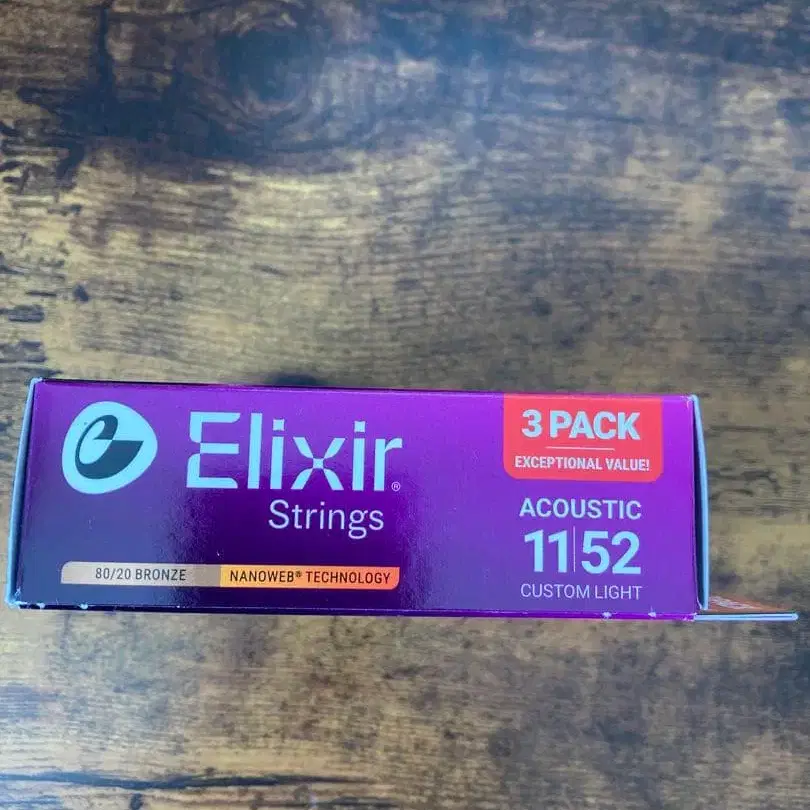 Elixir®
Strings
80/20 BRONZE NANOWEB® TECHNOLOGY
3 PACK
EXCEPTIONAL VALUE!
ACOUSTIC
11|52
CUSTOM LIGHT